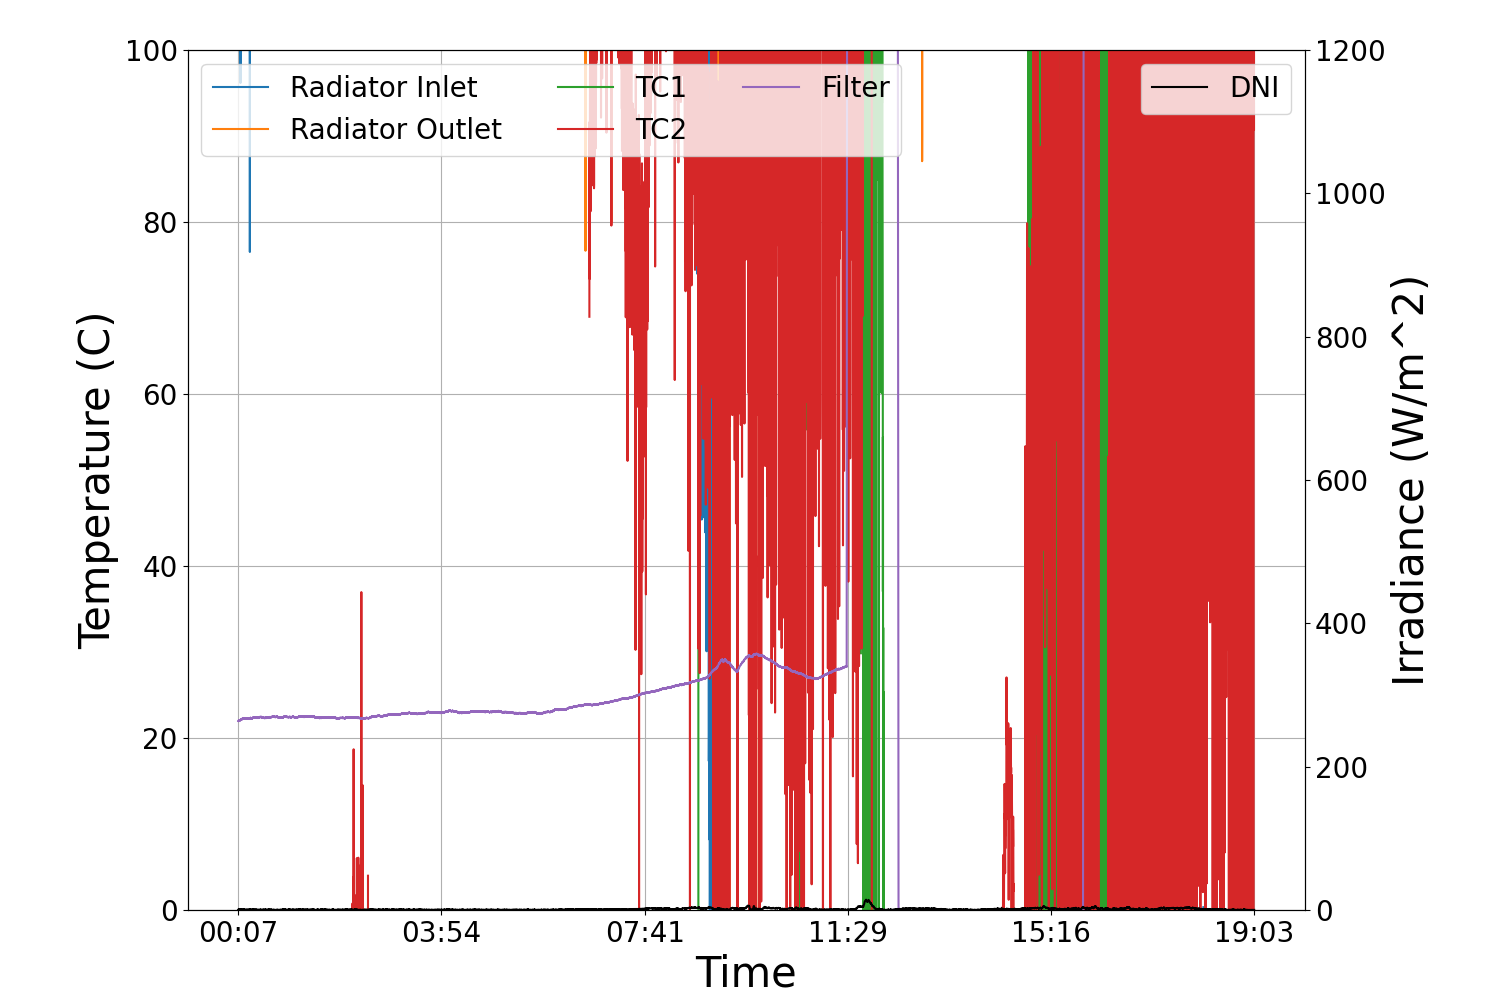 100
80
60
40
20
0
Temperature (C)
Radiator Inlet
Radiator Outlet
TC1
TC2
Filter
DNI
1200
1000
800
600
400
200
0
Irradiance (W/m^2)
00:07
03:54
07:41
11:29
15:16
19:03
Time